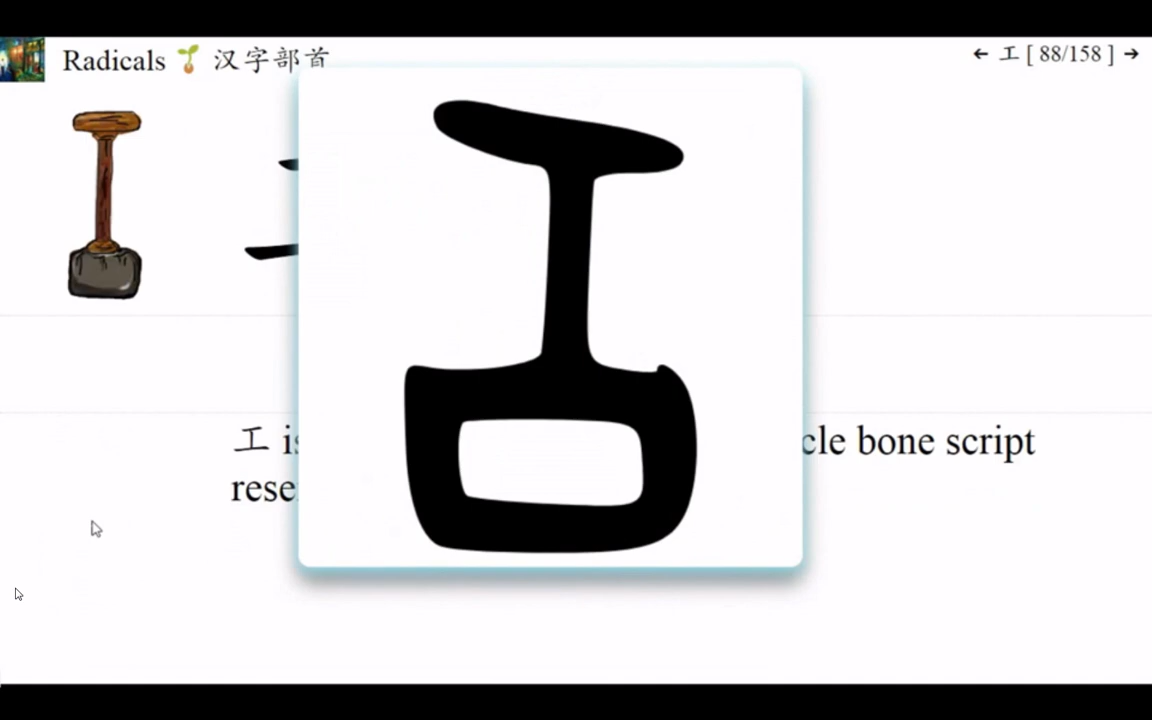 Radicals 🌱 汉字部首
← 工 [ 88/158 ] →
工 is cle bone script
rese